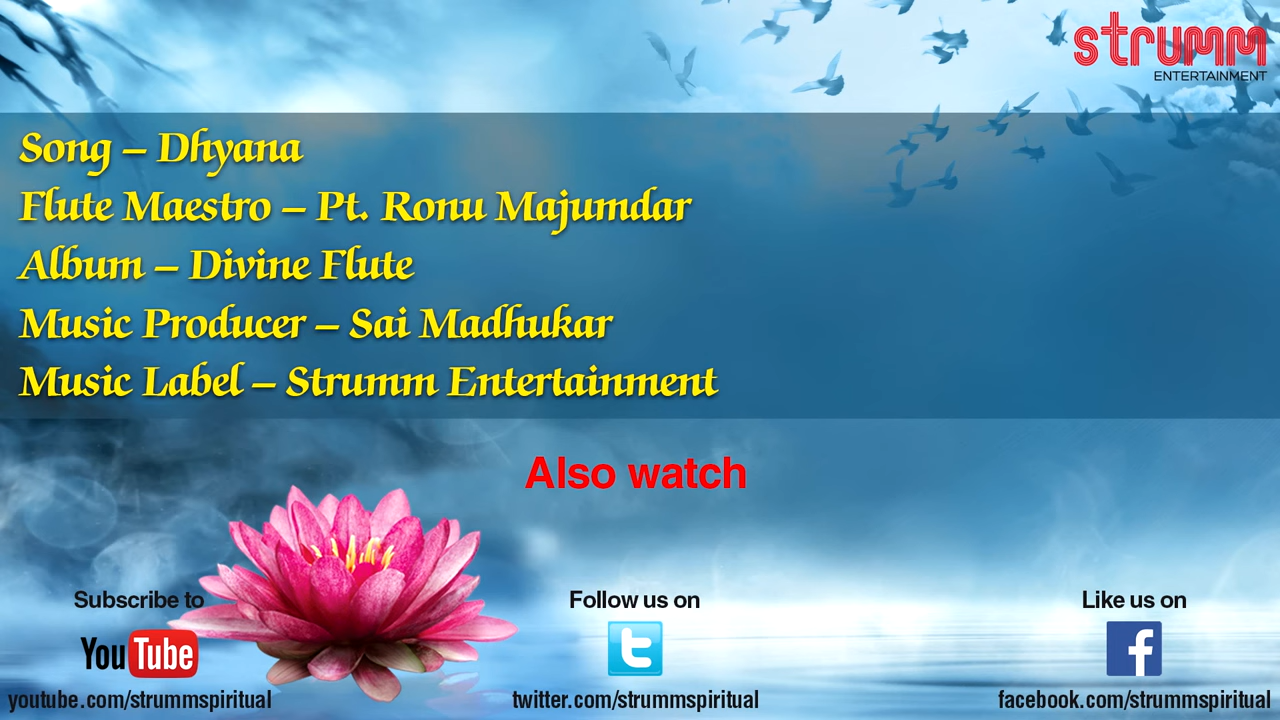 strumm
ENTERTAINMENT
Song – Dhyana
Flute Maestro – Pt. Ronu Majumdar
Album – Divine Flute
Music Producer – Sai Madhukar
Music Label – Strumm Entertainment
Also watch
Subscribe to
YouTube
youtube.com/strummspiritual
Follow us on
t
twitter.com/strummspiritual
Like us on
f
facebook.com/strummspiritual